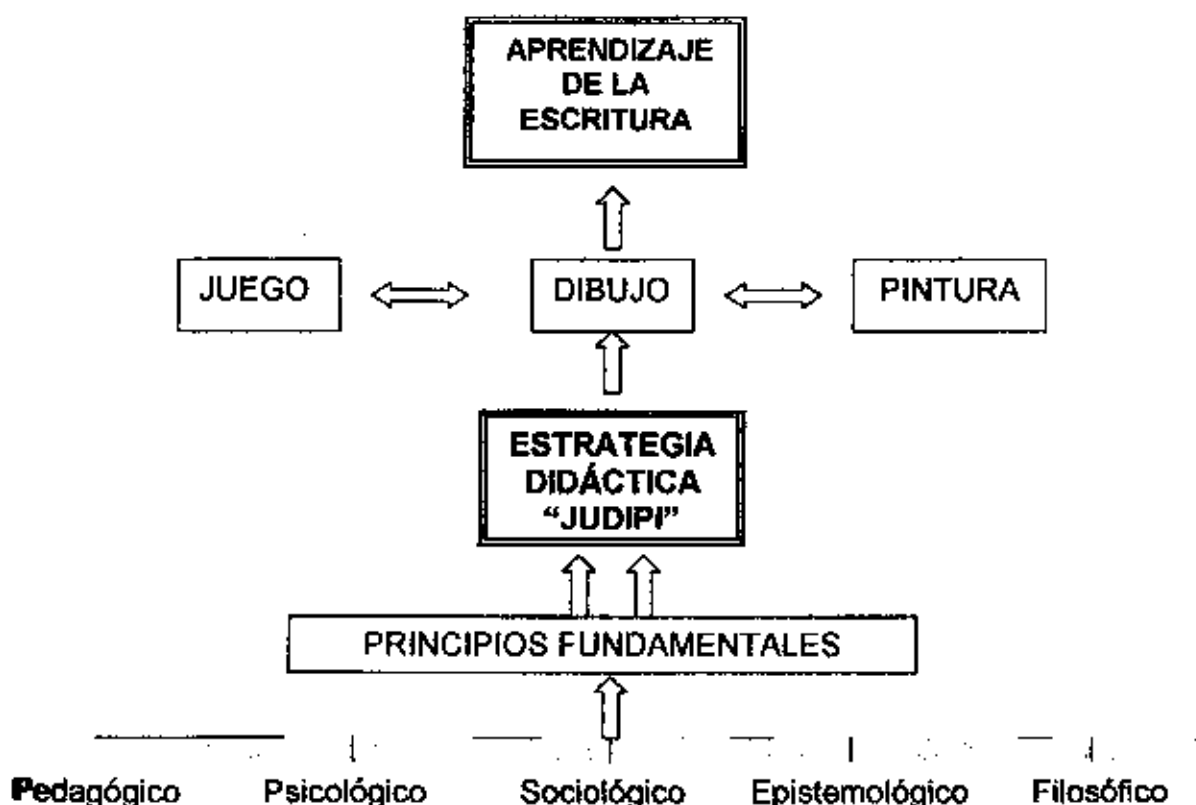 APRENDIZAJE
DE LA
ESCRITURA
JUEGO
DIBUJO
PINTURA
ESTRATEGIA
DIDÁCTICA
“JUDIPI”
PRINCIPIOS FUNDAMENTALES
Pedagógico Psicológico Sociológico Epistemológico Filosófico